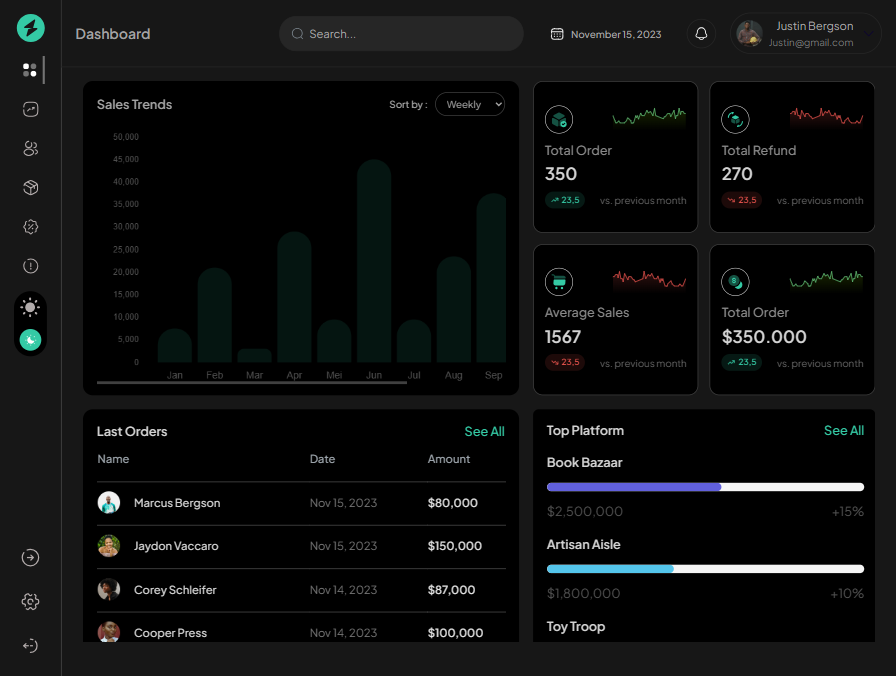 Dashboard
Search...
November 15, 2023
Justin Bergson
Justin@gmail.com
Sales Trends
Sort by :
Weekly
50,000
45,000
40,000
35,000
30,000
25,000
20,000
15,000
10,000
5,000
0
Jan Feb Mar Apr Mei Jun Jul Aug Sep
Total Order
350
23,5 vs. previous month
Total Refund
270
23,5 vs. previous month
Average Sales
1567
23,5 vs. previous month
Total Order
$350.000
23,5 vs. previous month
Last Orders See All
Name Date Amount
Marcus Bergson Nov 15, 2023 $80,000
Jaydon Vaccaro Nov 15, 2023 $150,000
Corey Schleifer Nov 14, 2023 $87,000
Cooper Press Nov 14, 2023 $100,000
Top Platform See All
Book Bazaar
$2,500,000 +15%
Artisan Aisle
$1,800,000 +10%
Toy Troop